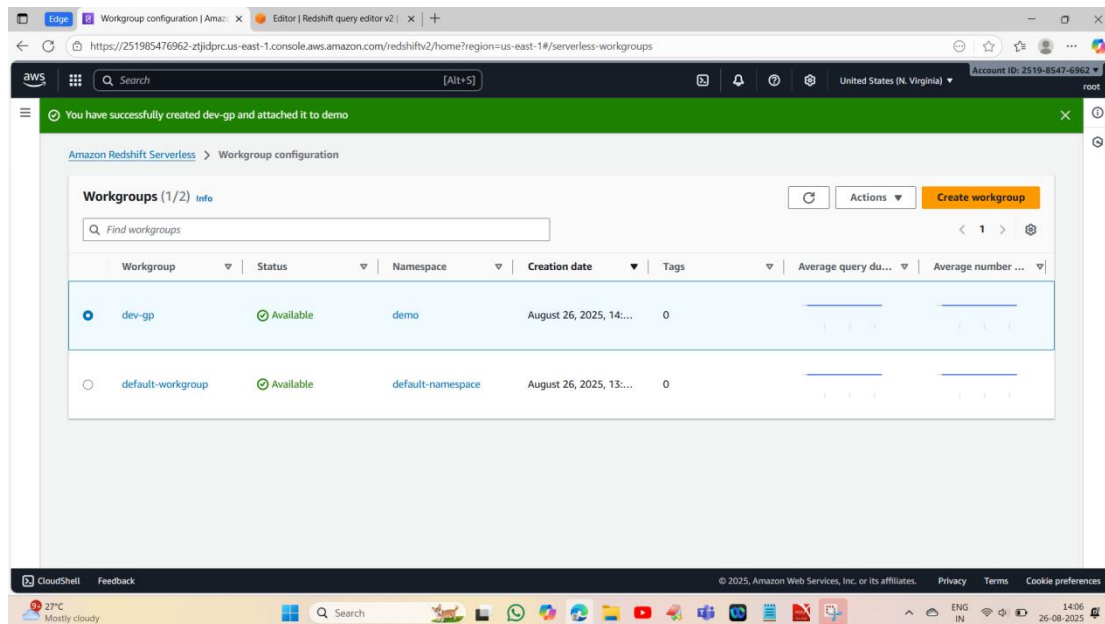 Edge
Workgroup configuration | Amaz
Editor | Redshift query editor v2 |
https://251985476962-ztjidprc.us-east-1.console.aws.amazon.com/redshiftv2/home?region=us-east-1#/serverless-workgroups
aws
Search
[Alt+S]
United States (N. Virginia)
Account ID: 2519-8547-6962
root
You have successfully created dev-gp and attached it to demo
Amazon Redshift Serverless > Workgroup configuration
Workgroups (1/2) Info
Actions
Create workgroup
Find workgroups
< 1 >
Workgroup Status Namespace Creation date Tags Average query du... Average number ...
dev-gp Available demo August 26, 2025, 14:... 0
default-workgroup Available default-namespace August 26, 2025, 13:... 0
CloudShell Feedback © 2025, Amazon Web Services, Inc. or its affiliates. Privacy Terms Cookie preferences
27°C
Mostly cloudy
Search
ENG
IN
14:06
26-08-2025